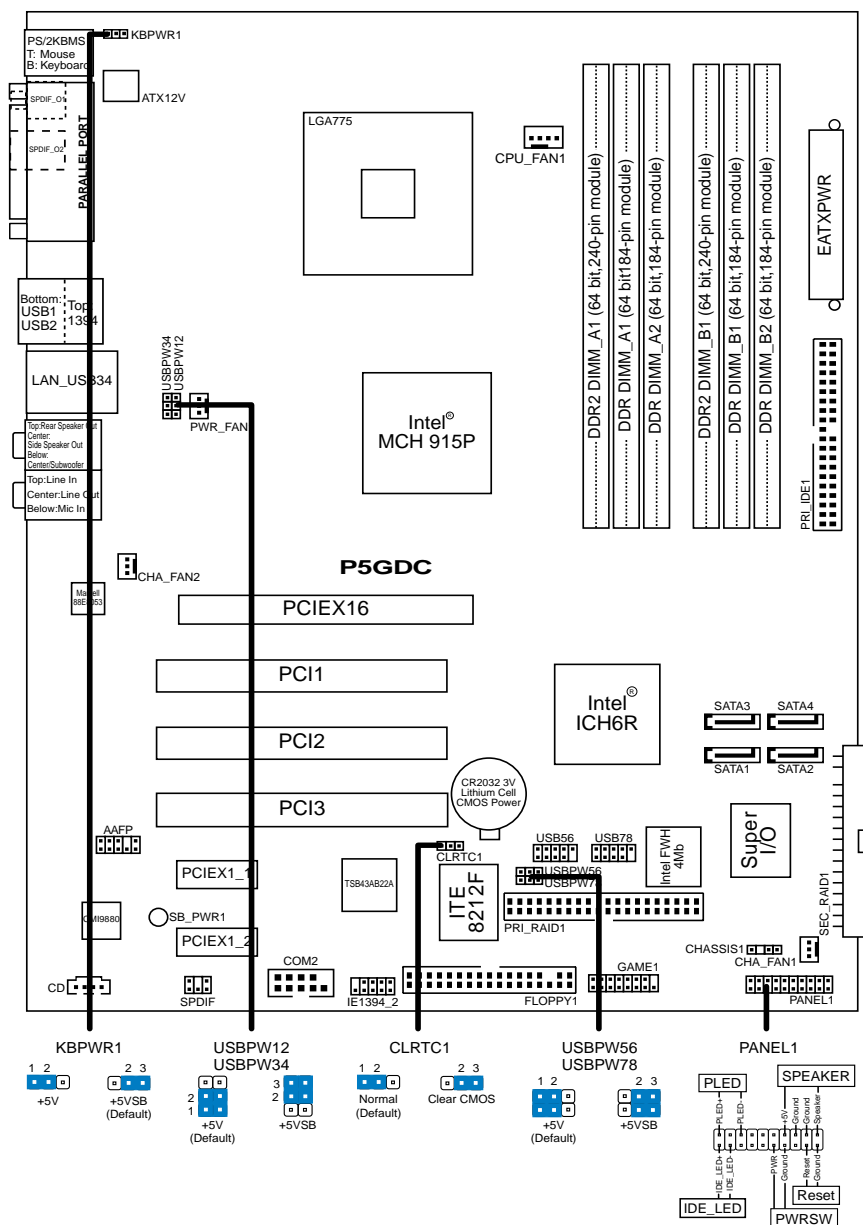 PS/2KBMS
T: Mouse
B: Keyboard
KBPWR1
SPDIF_O1
SPDIF_O2
PARALLEL PORT
ATX12V
LGA775
CPU_FAN1
DDR2 DIMM_A1 (64 bit,240-pin module)
DDR DIMM_A1 (64 bit184-pin module)
DDR DIMM_A2 (64 bit,184-pin module)
DDR2 DIMM_B1 (64 bit,240-pin module)
DDR DIMM_B1 (64 bit,184-pin module)
DDR DIMM_B2 (64 bit,184-pin module)
EATXPWR
Bottom:
USB1
USB2
Top
1394
LAN_USB34
USBPW34
USBPW12
PWR_FAN
Intel®
MCH 915P
PRI_IDE1
Top:Rear Speaker Out
Center:
Side Speaker Out
Below:
Center/Subwoofer
Top:Line In
Center:Line Out
Below:Mic In
CHA_FAN2
P5GDC
PCIEX16
PCI1
PCI2
PCI3
Intel®
ICH6R
SATA3
SATA4
SATA1
SATA2
CR2032 3V
Lithium Cell
CMOS Power
Super
I/O
AAFP
CLRTC1
USB56
USB78
Intel FWH
4Mb
PCIEX1_1
TSB43AB22A
ITE
8212F
USBPW56
PRI_RAID1
SEC_RAID1
SB_PWR1
PCIEX1_2
CHASSIS1
CHA_FAN1
CD
SPDIF
COM2
IE1394_2
FLOPPY1
GAME1
PANEL1
KBPWR1
1 2
+5V
2 3
+5VSB
(Default)
USBPW12
USBPW34
2
1
+5V
(Default)
3
2
+5VSB
CLRTC1
1 2
Normal
(Default)
2 3
Clear CMOS
USBPW56
USBPW78
1 2
+5V
(Default)
2 3
+5VSB
PANEL1
PLED
SPEAKER
PLED+
PLED-
+5V
Ground
Ground
Speaker
IDE_LED+
IDE_LED-
PWR
Ground
Reset
Ground
IDE_LED
PWRSW
Reset